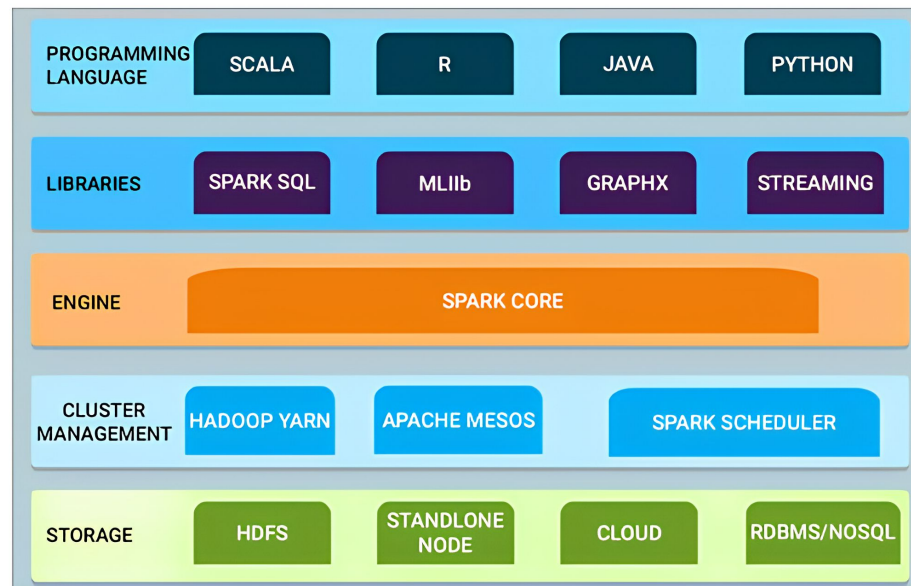 PROGRAMMING
LANGUAGE
SCALA
R
JAVA
PYTHON
LIBRARIES
SPARK SQL
MLIIb
GRAPHX
STREAMING
ENGINE
SPARK CORE
CLUSTER
MANAGEMENT
HADOOP YARN
APACHE MESOS
SPARK SCHEDULER
STORAGE
HDFS
STANDLONE
NODE
CLOUD
RDBMS/NOSQL